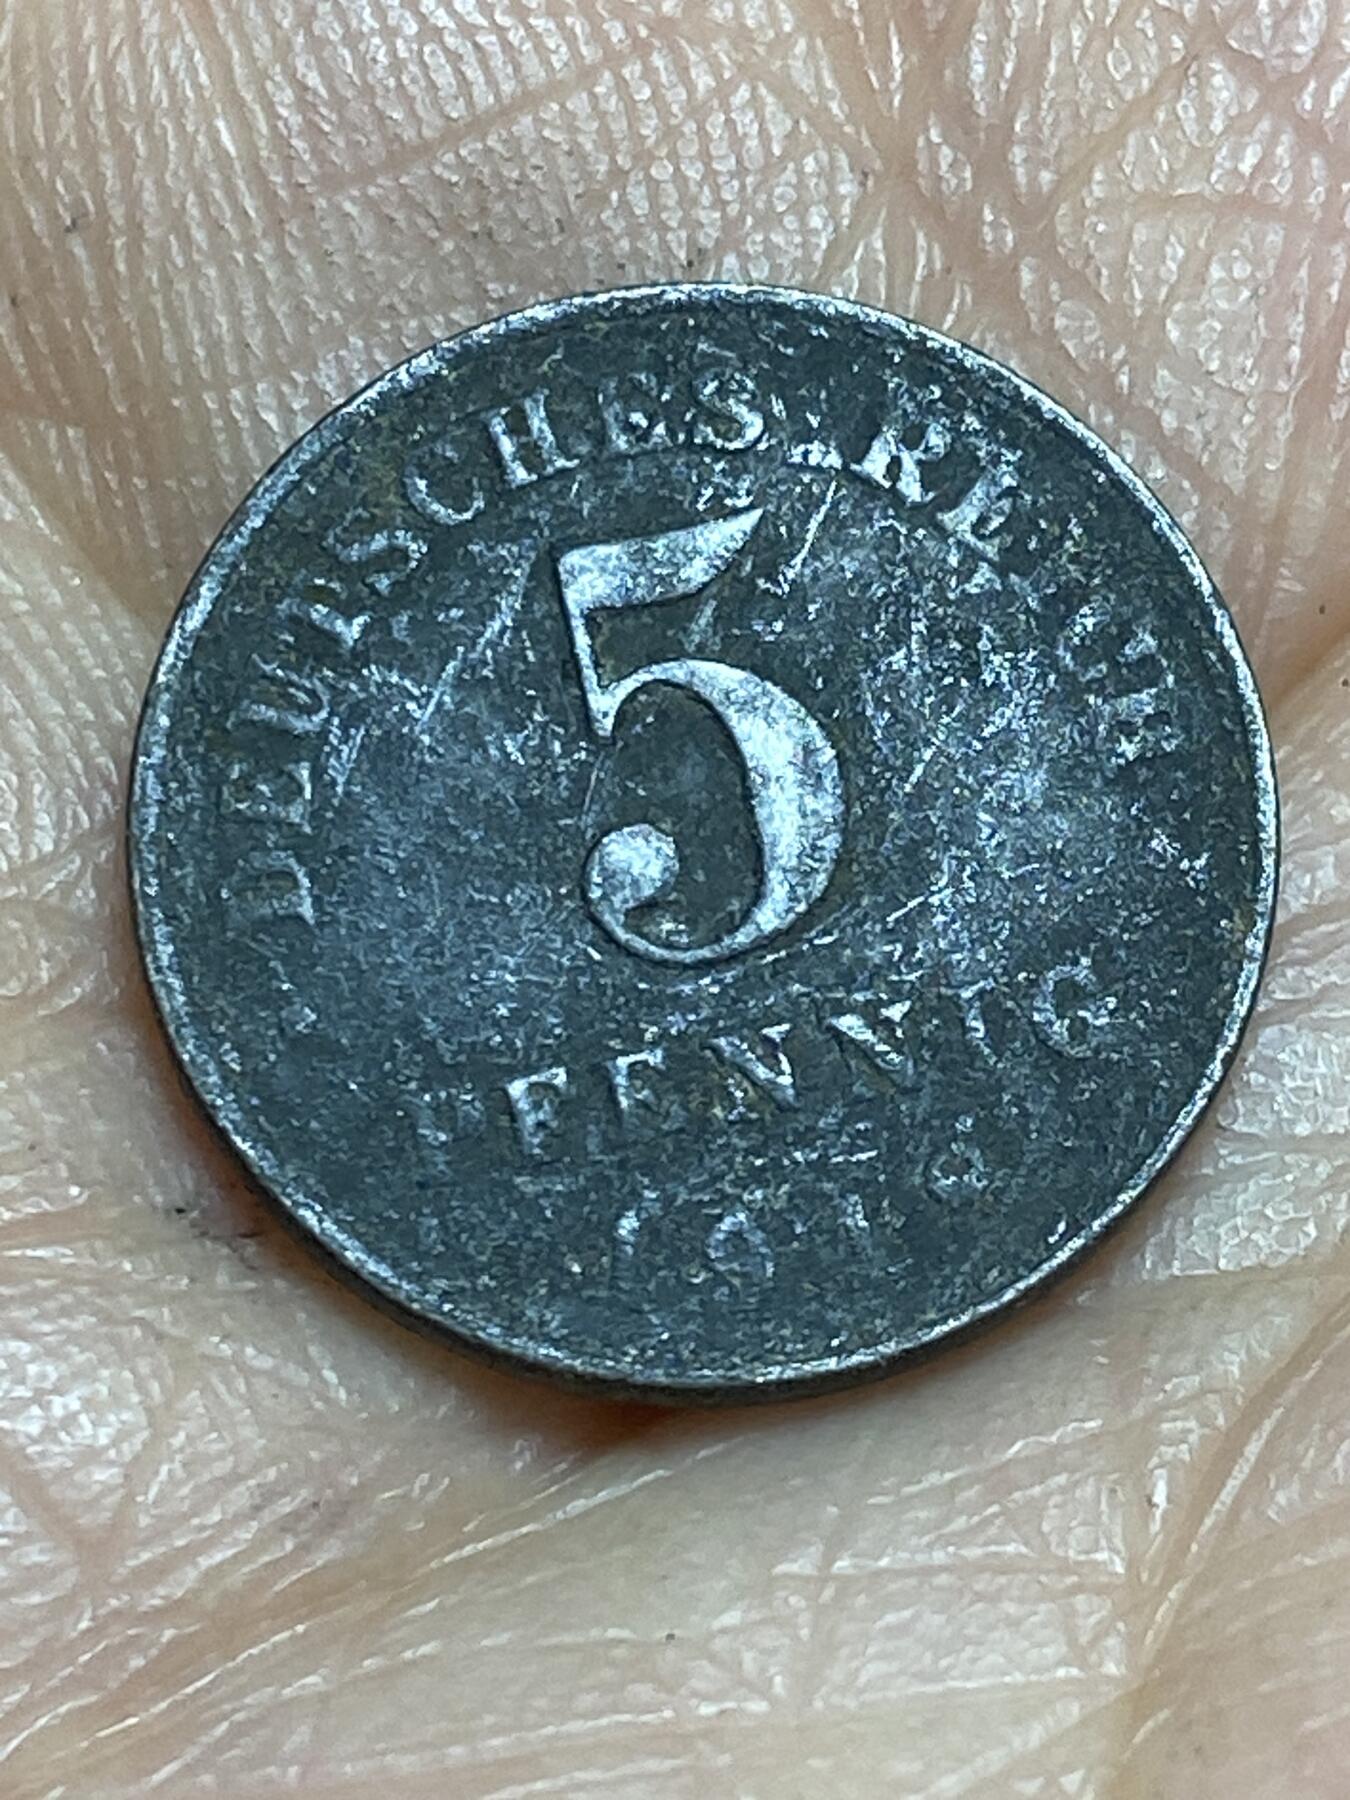 DEUTSCHES REICH
5
PFENNIG